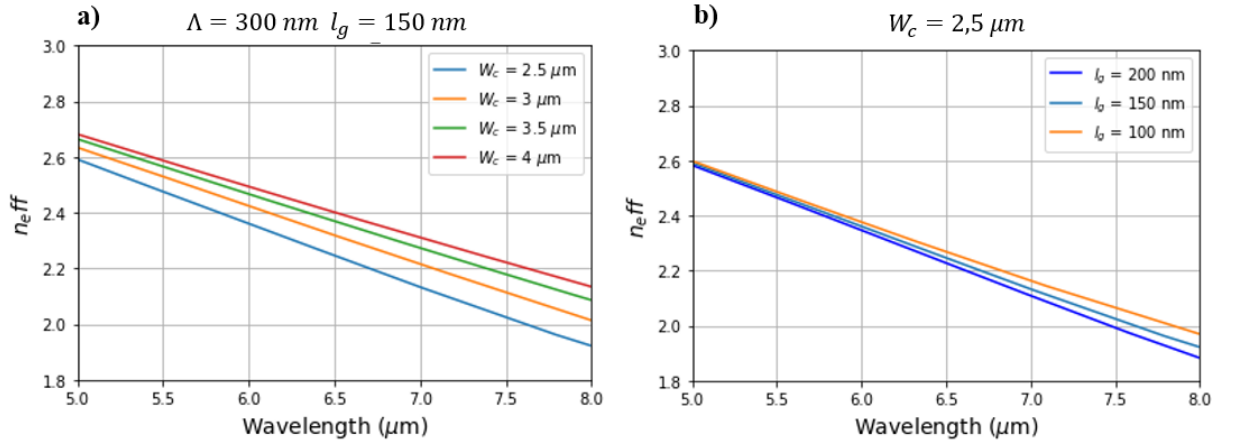 a)
Λ = 300 nm l_g = 150 nm
3.0
2.8
2.6
2.4
2.2
2.0
1.8
n_eff
5.0 5.5 6.0 6.5 7.0 7.5 8.0
Wavelength (μm)
W_c = 2.5 μm
W_c = 3 μm
W_c = 3.5 μm
W_c = 4 μm
b)
W_c = 2,5 μm
3.0
2.8
2.6
2.4
2.2
2.0
1.8
n_eff
5.0 5.5 6.0 6.5 7.0 7.5 8.0
Wavelength (μm)
l_g = 200 nm
l_g = 150 nm
l_g = 100 nm